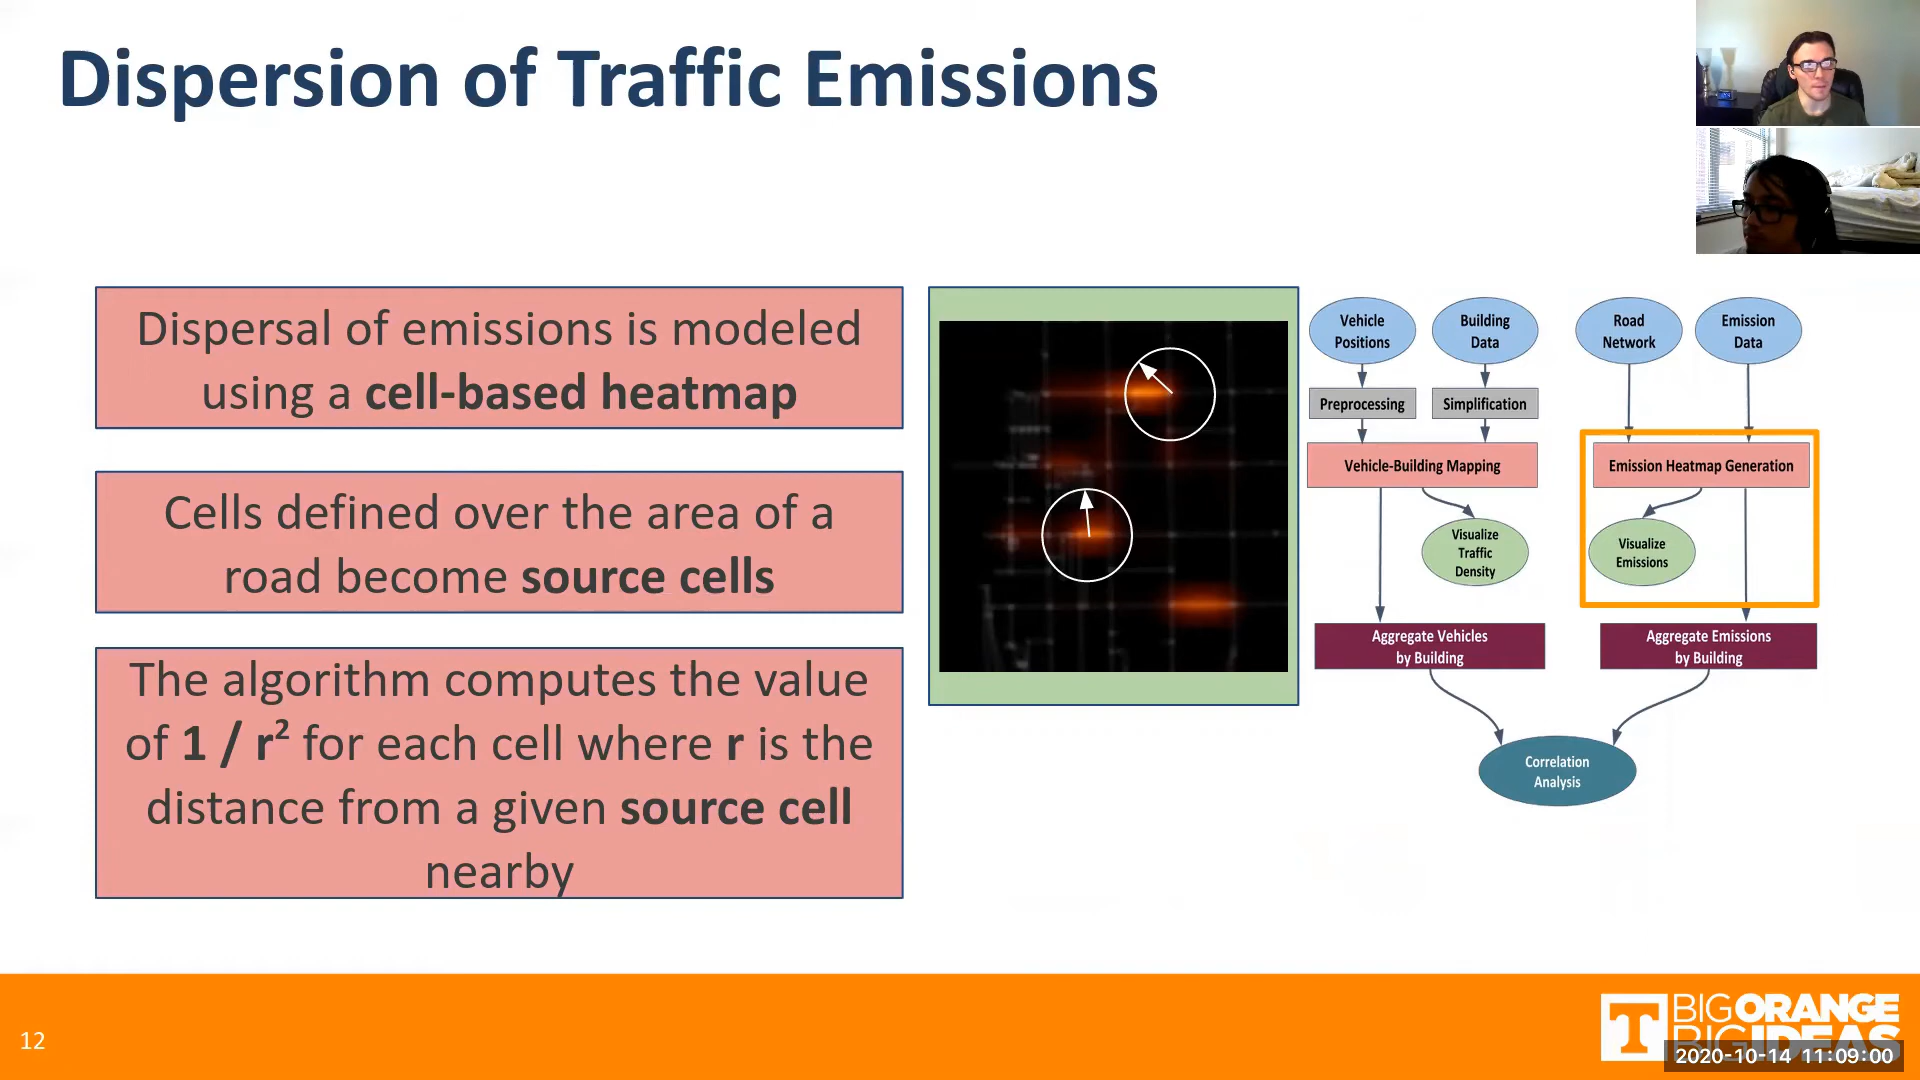 Dispersion of Traffic Emissions
Dispersal of emissions is modeled
using a cell-based heatmap
Cells defined over the area of a
road become source cells
The algorithm computes the value
of 1 / r² for each cell where r is the
distance from a given source cell
nearby
Vehicle
Positions
Building
Data
Road
Network
Emission
Data
Preprocessing
Simplification
Vehicle-Building Mapping
Emission Heatmap Generation
Visualize
Traffic
Density
Visualize
Emissions
Aggregate Vehicles
by Building
Aggregate Emissions
by Building
Correlation
Analysis
12
T
BIG ORANGE
BIG IDEAS
2020-10-14 11:09:00